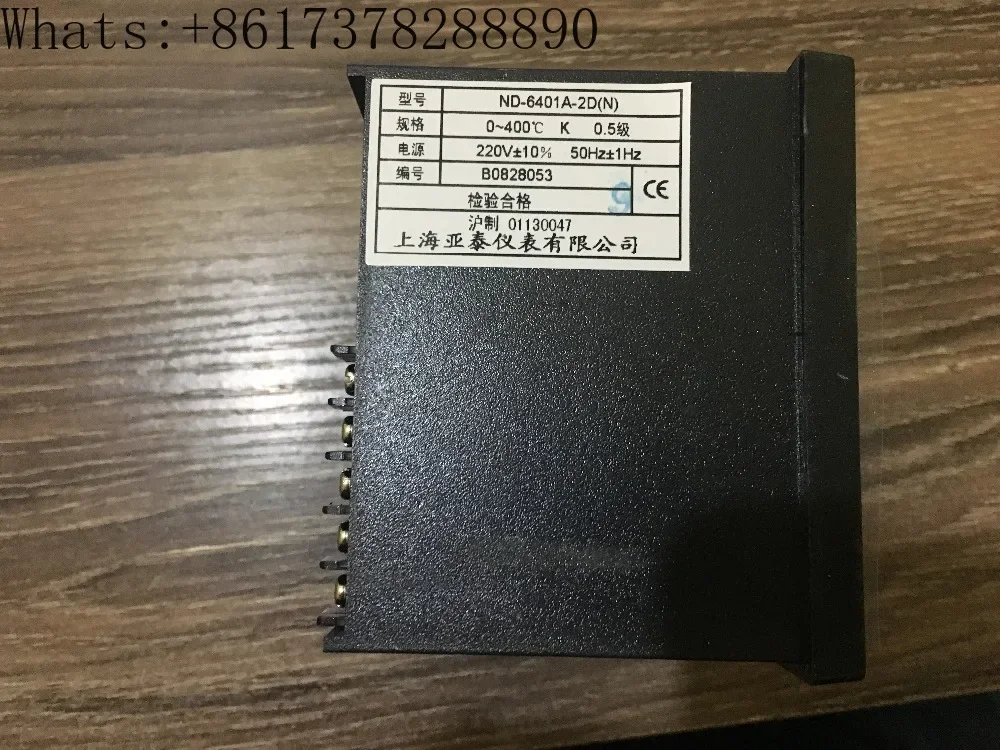 Whats:+8617378288890
型号 ND-6401A-2D(N)
规格 0~400℃ K 0.5级
电源 220V±10% 50Hz±1Hz
编号 B0828053
CE
检验合格 9
沪制 01130047
上海亚泰仪表有限公司